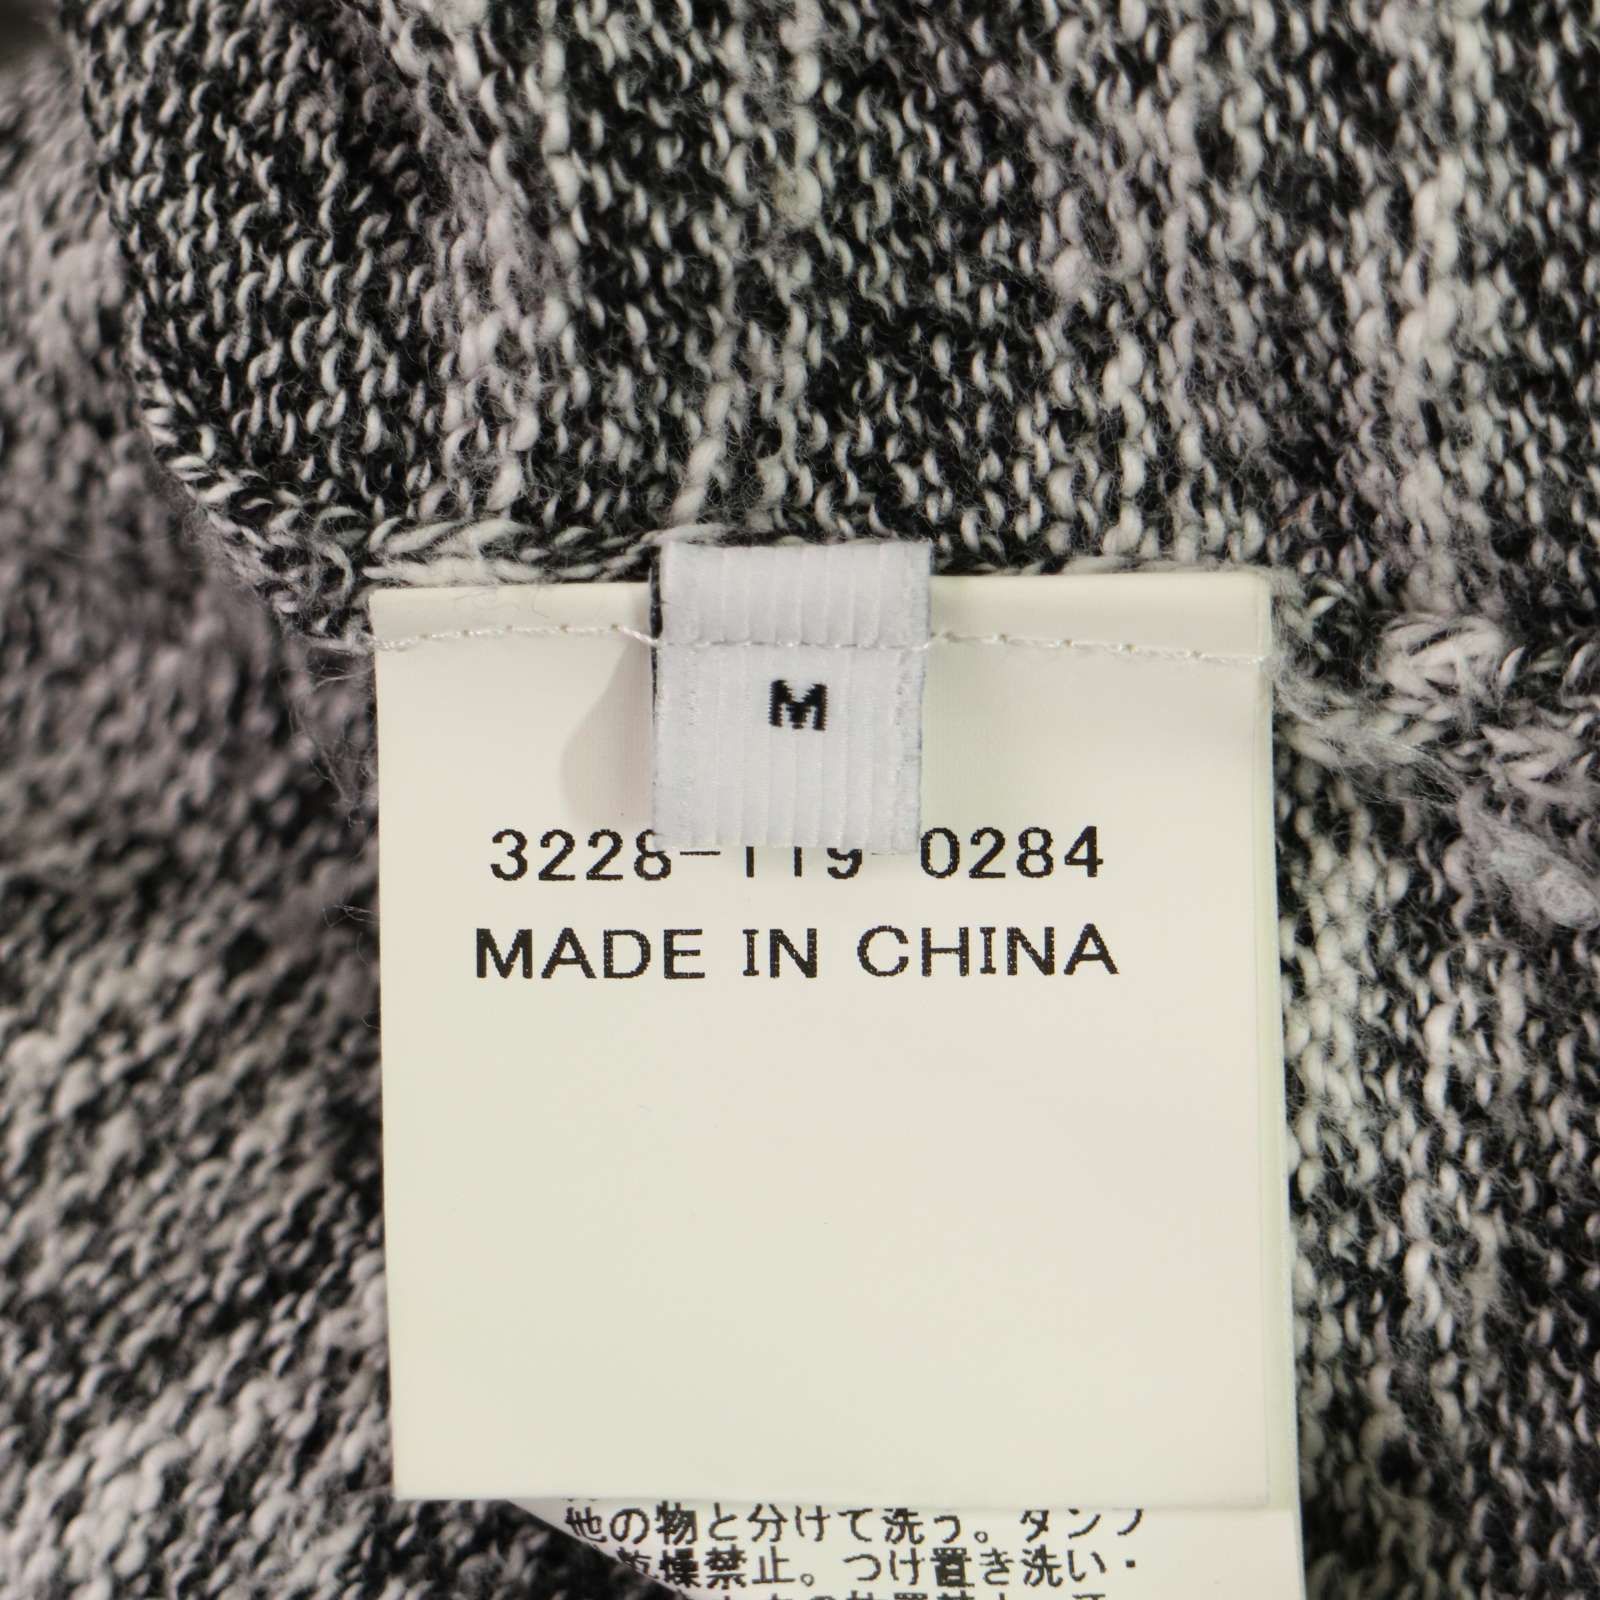 M
3228-119-0284
MADE IN CHINA
他の物と分けて洗う。タンブ
乾燥禁止。つけ置き洗い・